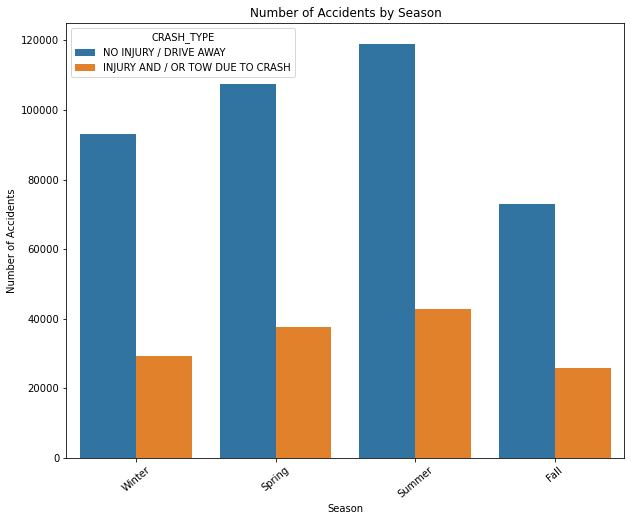 Number of Accidents by Season
CRASH_TYPE
NO INJURY / DRIVE AWAY
INJURY AND / OR TOW DUE TO CRASH
120000
100000
80000
60000
40000
20000
0
Number of Accidents
Winter
Spring
Summer
Fall
Season